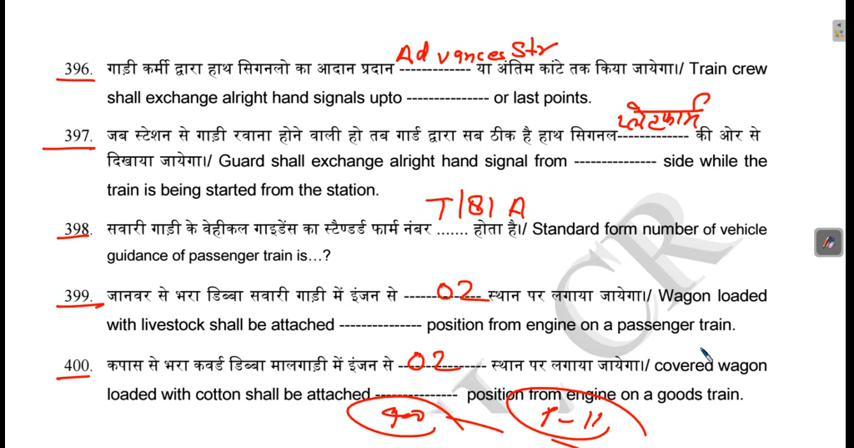 Advances Str
396. गाड़ी कर्मी द्वारा हाथ सिगनलो का आदान प्रदान ------------- या अंतिम कांटे तक किया जायेगा।/ Train crew
shall exchange alright hand signals upto -------------- or last points.
प्लेटफार्म
397. जब स्टेशन से गाड़ी रवाना होने वाली हो तब गार्ड द्वारा सब ठीक है हाथ सिगनल------------- की ओर से
दिखाया जायेगा।/ Guard shall exchange alright hand signal from -------------- side while the
train is being started from the station.
T/81 A
398. सवारी गाड़ी के वेहीकल गाइडेंस का स्टैण्डर्ड फार्म नंबर ....... होता है।/ Standard form number of vehicle
guidance of passenger train is...?
399. जानवर से भरा डिब्बा सवारी गाड़ी में इंजन से ------02------ स्थान पर लगाया जायेगा।/ Wagon loaded
with livestock shall be attached -------------- position from engine on a passenger train.
400. कपास से भरा कवर्ड डिब्बा मालगाड़ी में इंजन से --02---------- स्थान पर लगाया जायेगा।/ covered wagon
loaded with cotton shall be attached -------------- position from engine on a goods train.
CR